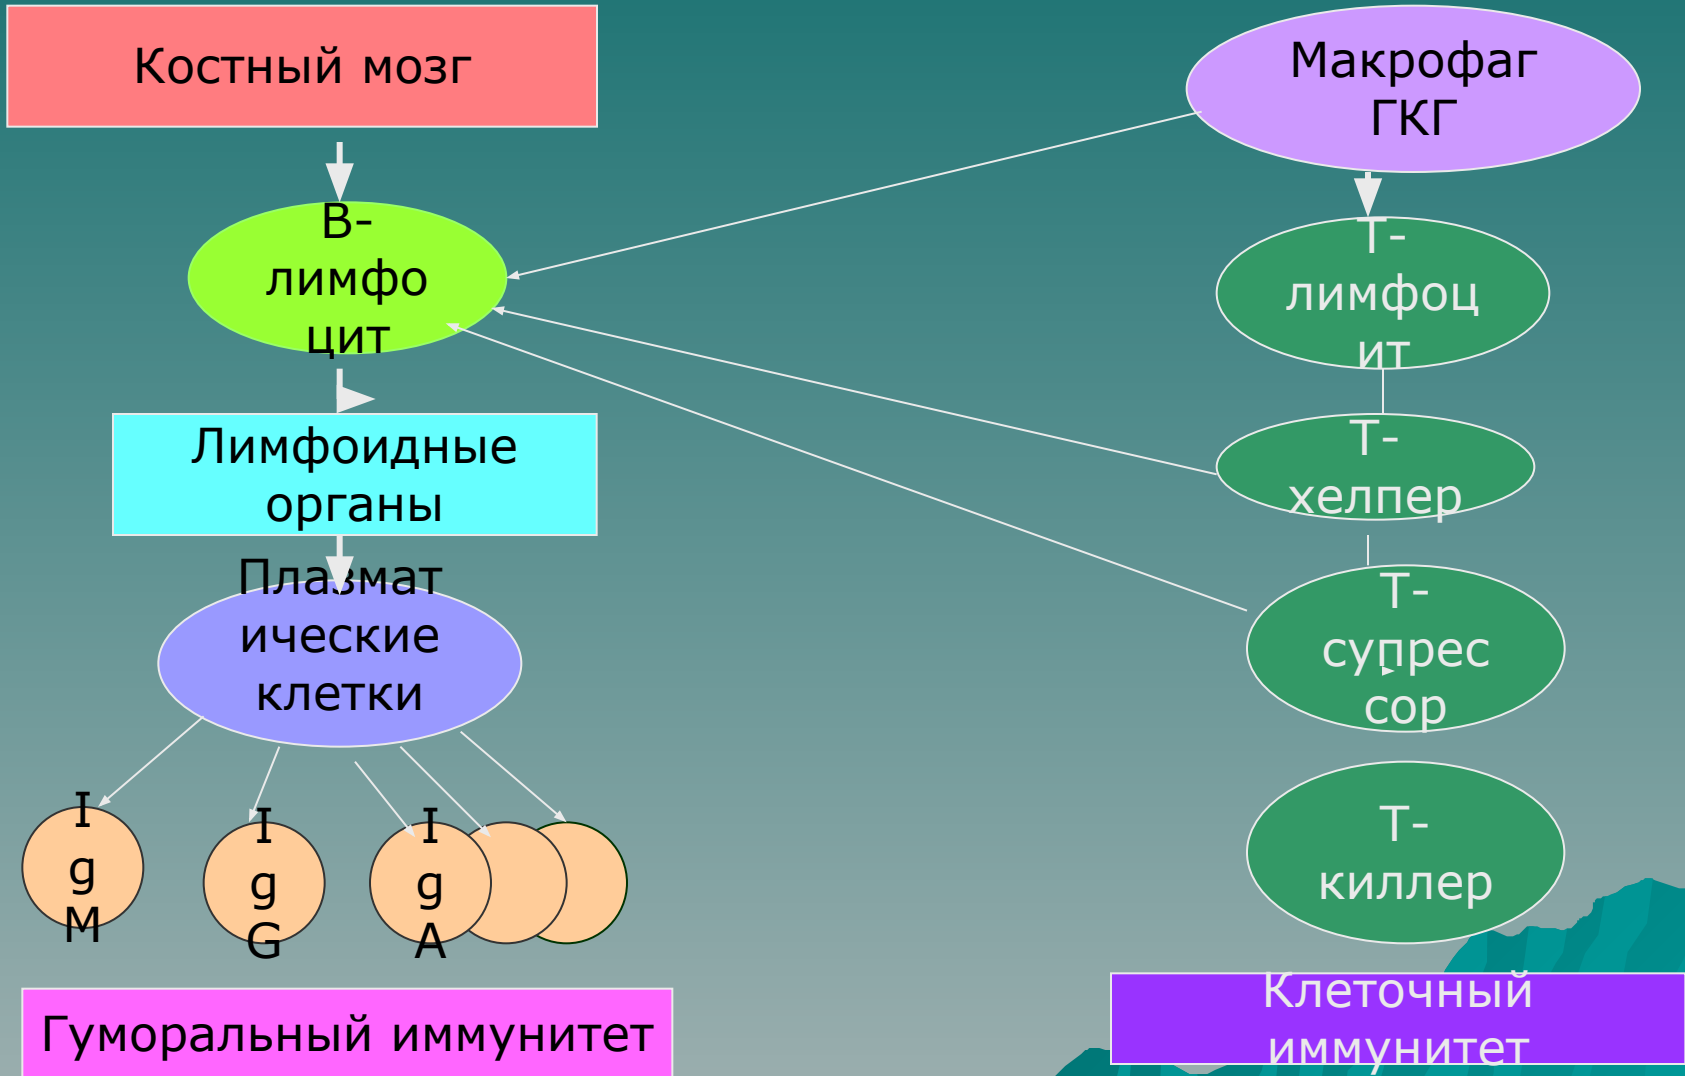 Костный мозг
В-
лимфо
цит
Лимфоидные
органы
Плазмат
ические
клетки
I
g
M
I
g
G
I
g
A
Гуморальный иммунитет
Макрофаг
ГКГ
Т-
лимфоц
ит
Т-
хелпер
Т-
супрес
сор
Т-
киллер
Клеточный
иммунитет